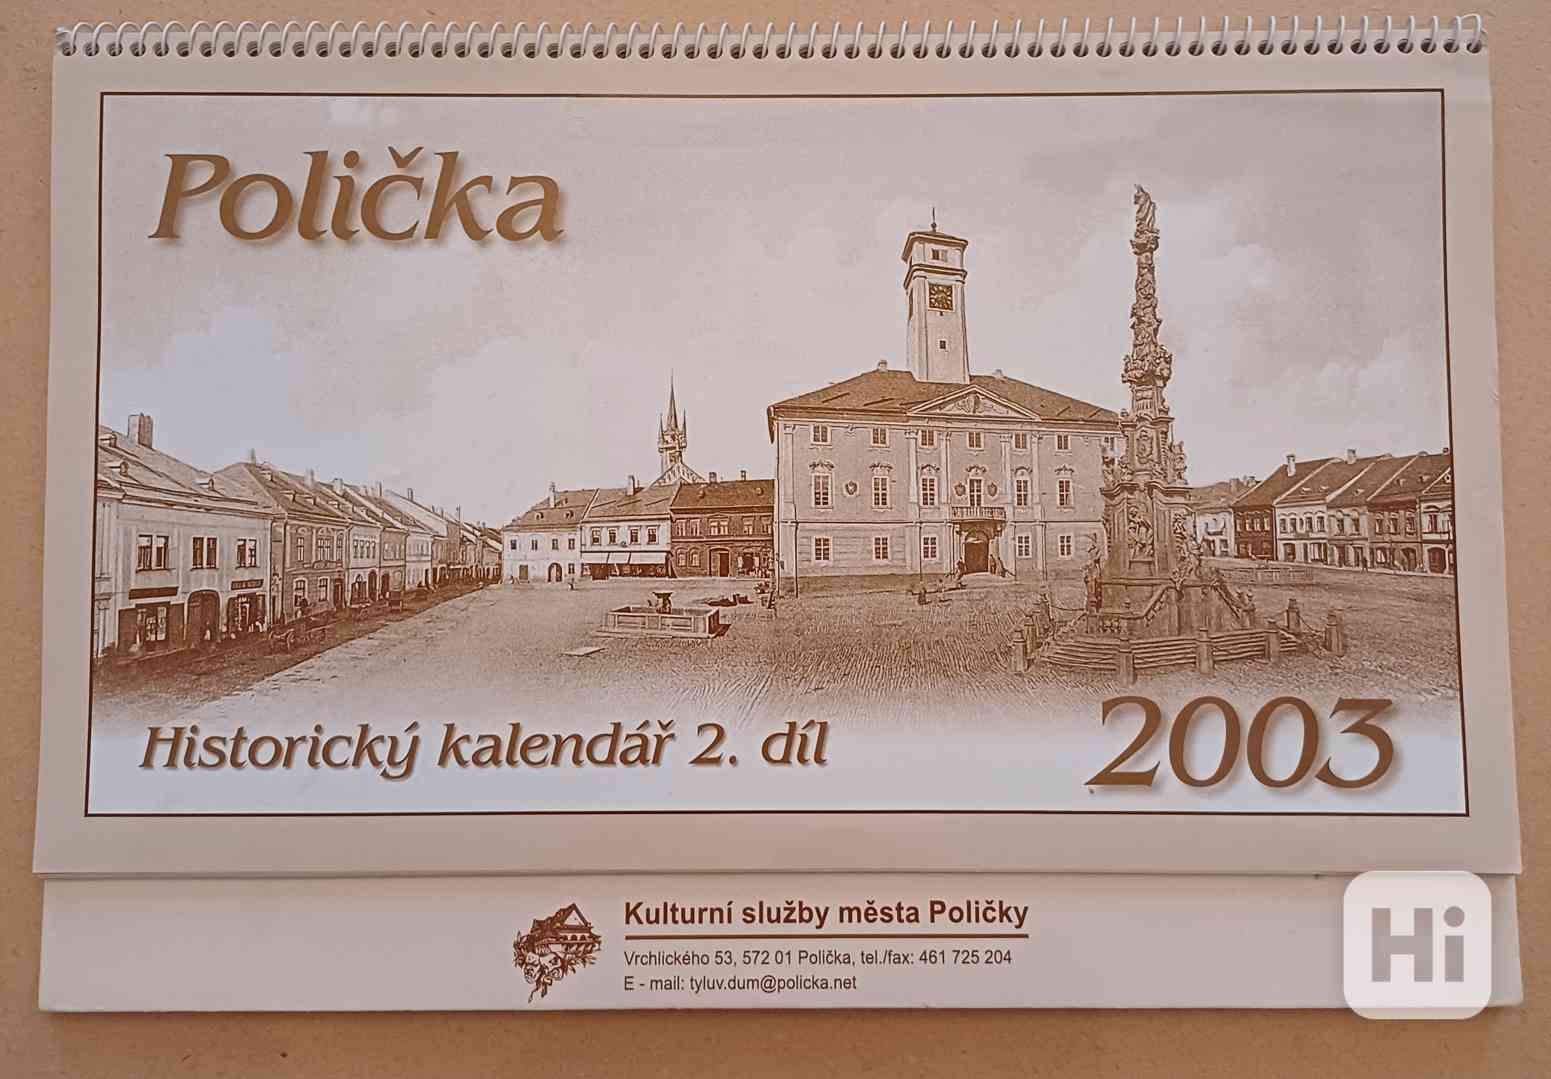 Polička
Historický kalendář 2. díl
2003
Kulturní služby města Poličky
Vrchlického 53, 572 01 Polička, tel./fax: 461 725 204
E - mail: tyluv.dum@policka.net
Hi